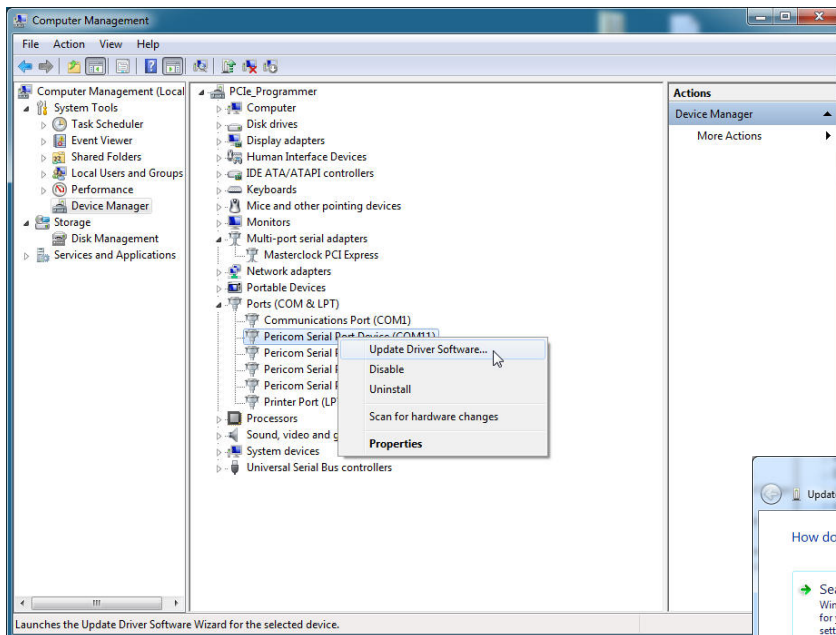 Computer Management
File Action View Help
Computer Management (Local
System Tools
Task Scheduler
Event Viewer
Shared Folders
Local Users and Groups
Performance
Device Manager
Storage
Disk Management
Services and Applications
PCIe_Programmer
Computer
Disk drives
Display adapters
Human Interface Devices
IDE ATA/ATAPI controllers
Keyboards
Mice and other pointing devices
Monitors
Multi-port serial adapters
Masterclock PCI Express
Network adapters
Portable Devices
Ports (COM & LPT)
Communications Port (COM1)
Pericom Serial Port Device (COM11)
Pericom Serial
Pericom Serial
Pericom Serial
Printer Port (LP
Processors
Sound, video and
System devices
Universal Serial Bus controllers
Update Driver Software...
Disable
Uninstall
Scan for hardware changes
Properties
Actions
Device Manager
More Actions
Updat
How do
Sea
Win
for
sett
Launches the Update Driver Software Wizard for the selected device.